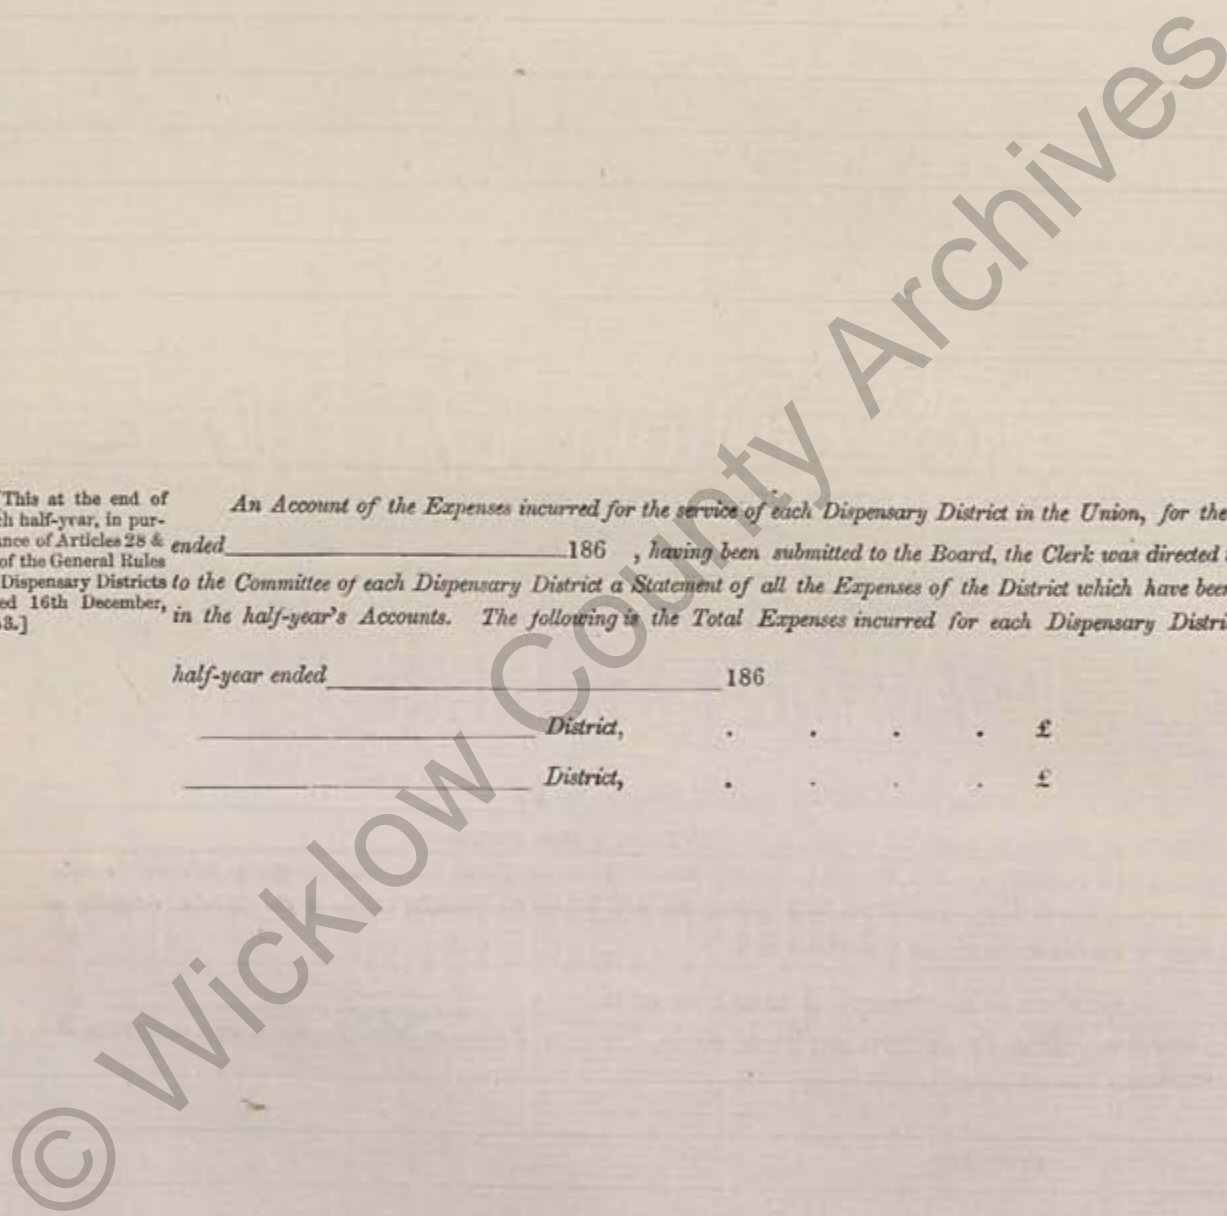 This at the end of
h half-year, in pur-
nce of Articles 28 &
of the General Rules
Dispensary Districts
ed 16th December,
3.]
An Account of the Expenses incurred for the service of each Dispensary District in the Union, for the
ended 186 , having been submitted to the Board, the Clerk was directed
to the Committee of each Dispensary District a Statement of all the Expenses of the District which have been
in the half-year's Accounts. The following is the Total Expenses incurred for each Dispensary Distri
half-year ended 186
District, . . . . £
District, . . . . £
© Wicklow County Archives